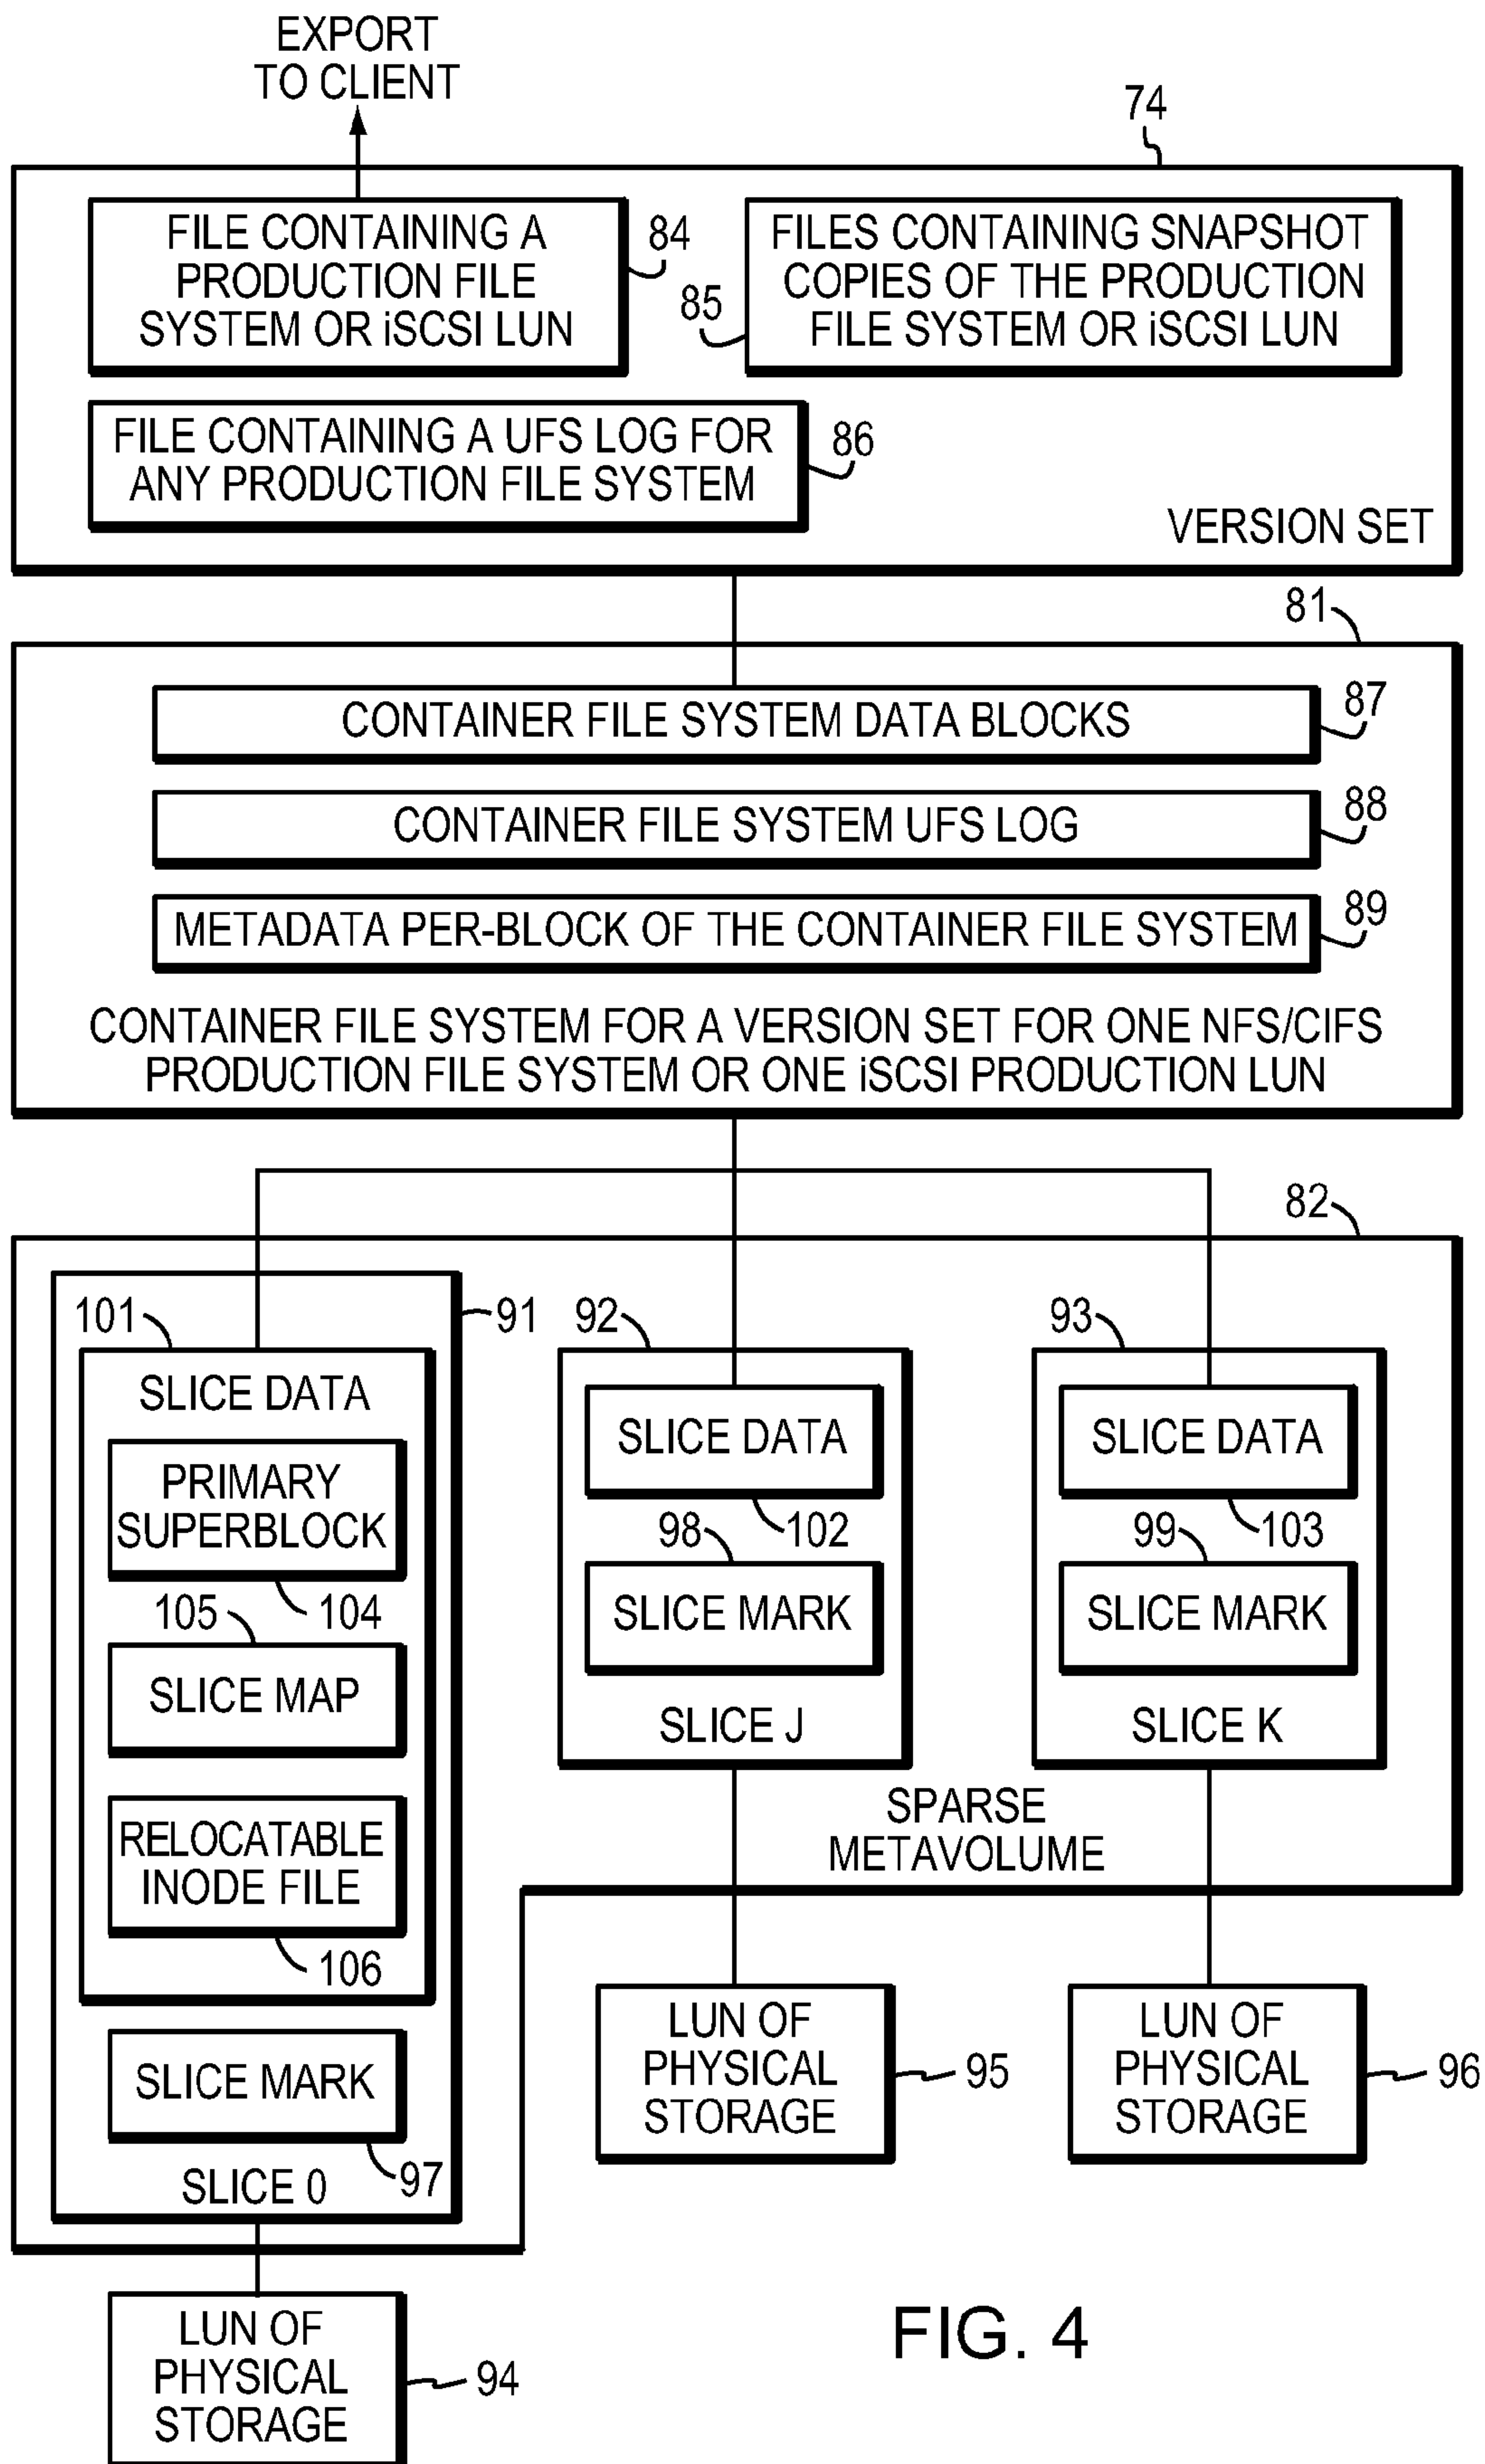 EXPORT
TO CLIENT
74
FILE CONTAINING A
PRODUCTION FILE
SYSTEM OR iSCSI LUN
84
85
FILES CONTAINING SNAPSHOT
COPIES OF THE PRODUCTION
FILE SYSTEM OR iSCSI LUN
FILE CONTAINING A UFS LOG FOR
ANY PRODUCTION FILE SYSTEM
86
VERSION SET
81
CONTAINER FILE SYSTEM DATA BLOCKS
87
CONTAINER FILE SYSTEM UFS LOG
88
METADATA PER-BLOCK OF THE CONTAINER FILE SYSTEM
89
CONTAINER FILE SYSTEM FOR A VERSION SET FOR ONE NFS/CIFS
PRODUCTION FILE SYSTEM OR ONE iSCSI PRODUCTION LUN
82
101
91
SLICE DATA
PRIMARY
SUPERBLOCK
104
105
SLICE MAP
RELOCATABLE
INODE FILE
106
SLICE MARK
97
SLICE 0
92
SLICE DATA
102
98
SLICE MARK
SLICE J
93
SLICE DATA
103
99
SLICE MARK
SLICE K
SPARSE
METAVOLUME
LUN OF
PHYSICAL
STORAGE
95
LUN OF
PHYSICAL
STORAGE
96
LUN OF
PHYSICAL
STORAGE
94
FIG. 4